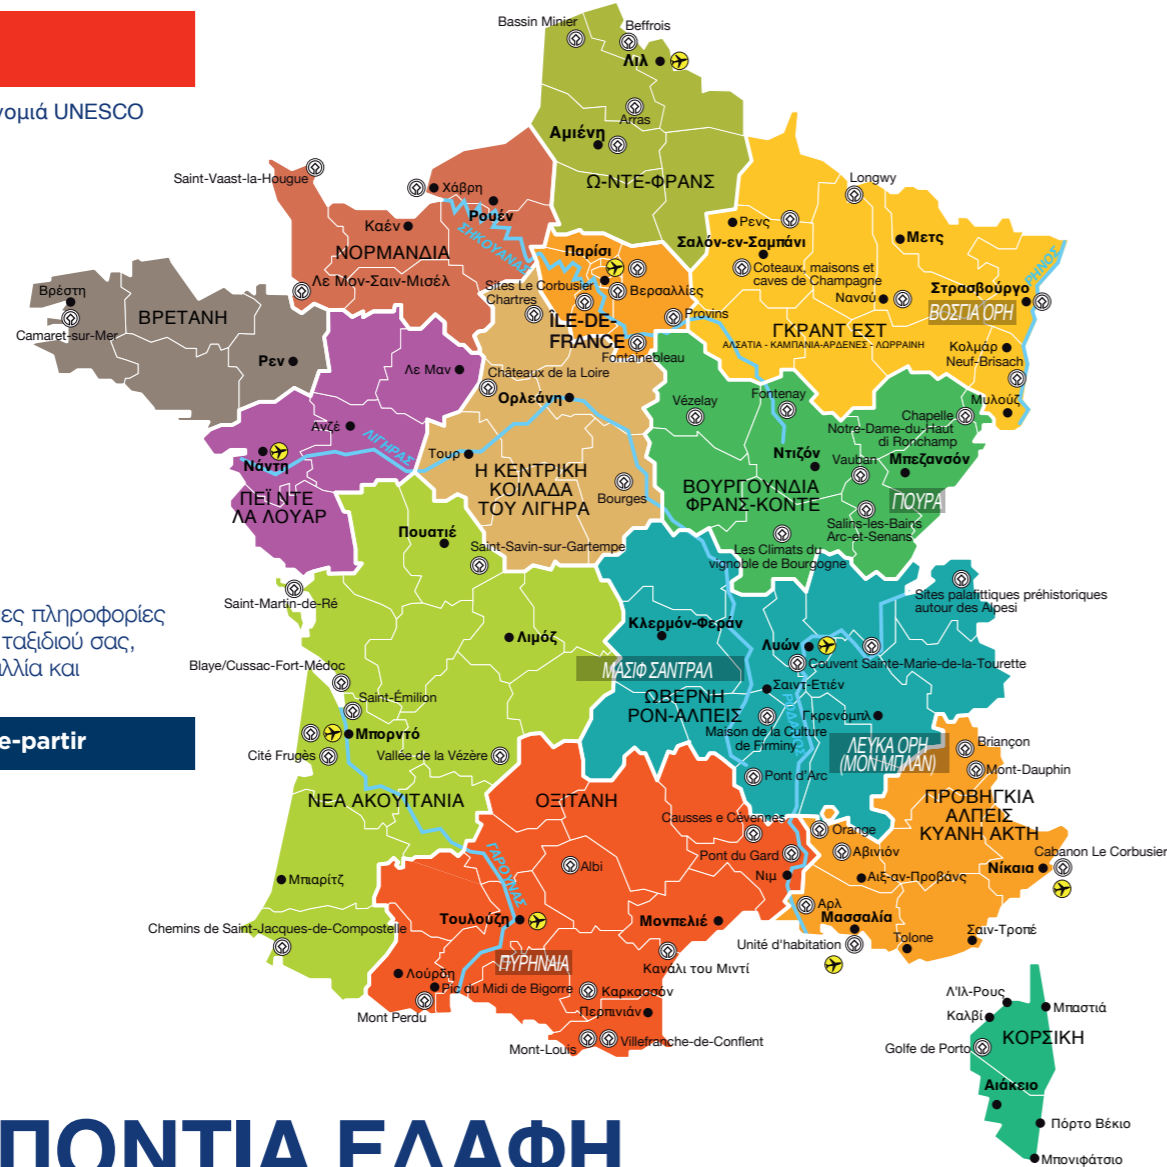 νομιά UNESCO
Bassin Minier
Beffrois
Λιλ
Arras
Αμιένη
Ω-ΝΤΕ-ΦΡΑΝΣ
Saint-Vaast-la-Hougue
Χάβρη
Ρουέν
Καέν
ΣΗΚΟΥΑΝΑΣ
ΝΟΡΜΑΝΔΙΑ
Λε Μον-Σαιν-Μισέλ
Longwy
Ρενς
Μετς
Σαλόν-εν-Σαμπάνι
Coteaux, maisons et
caves de Champagne
Νανσύ
Στρασβούργο
ΡΗΝΟΣ
ΒΟΣΓΙΑ ΟΡΗ
ΓΚΡΑΝΤ ΕΣΤ
ΑΛΣΑΤΙΑ - ΚΑΜΠΑΝΙΑ-ΑΡΔΕΝΕΣ - ΛΩΡΡΑΙΝΗ
Κολμάρ
Neuf-Brisach
Μυλούζ
Παρίσι
Sites Le Corbusier
Βερσαλλίες
Chartres
Provins
ÎLE-DE-
FRANCE
Fontainebleau
Βρέστη
Camaret-sur-Mer
ΒΡΕΤΑΝΗ
Ρεν
Λε Μαν
Ανζέ
ΛΙΓΗΡΑΣ
Νάντη
ΠΕΪ ΝΤΕ
ΛΑ ΛΟΥΑΡ
Châteaux de la Loire
Ορλεάνη
Τουρ
Η ΚΕΝΤΡΙΚΗ
ΚΟΙΛΑΔΑ
ΤΟΥ ΛΙΓΗΡΑ
Bourges
Vézelay
Fontenay
Chapelle
Notre-Dame-du-Haut
di Ronchamp
Ντιζόν
Vauban
Μπεζανσόν
ΒΟΥΡΓΟΥΝΔΙΑ
ΦΡΑΝΣ-ΚΟΝΤΕ
ΓΙΟΥΡΑ
Salins-les-Bains
Arc-et-Senans
Les Climats du
vignoble de Bourgogne
Πουατιέ
Saint-Savin-sur-Gartempe
Saint-Martin-de-Ré
Λιμόζ
Blaye/Cussac-Fort-Médoc
Saint-Émilion
Μπορντό
Cité Frugès
Vallée de la Vézère
ΝΕΑ ΑΚΟΥΙΤΑΝΙΑ
Μπιαρίτζ
Chemins de Saint-Jacques-de-Compostelle
ες πληροφορίες
ταξιδιού σας,
αλλία και
e-partir
Sites palafittiques préhistoriques
autour des Alpesi
Κλερμόν-Φεράν
Λυών
ΜΑΣΙΦ ΣΑΝΤΡΑΛ
Couvent Sainte-Marie-de-la-Tourette
Σαιντ-Ετιέν
ΩΒΕΡΝΗ
ΡΟΝ-ΑΛΠΕΙΣ
Γκρενόμπλ
Maison de la Culture
de Firminy
ΛΕΥΚΑ ΟΡΗ
(ΜΟΝ ΜΠΛΑΝ)
Pont d'Arc
Briançon
Mont-Dauphin
ΠΡΟΒΗΓΚΙΑ
ΑΛΠΕΙΣ
ΚΥΑΝΗ ΑΚΤΗ
ΟΞΙΤΑΝΗ
Causses e Cévennes
Orange
Pont du Gard
Αβινιόν
Albi
Νιμ
Αιξ-αν-Προβάνς
Νίκαια
Cabanon Le Corbusier
ΓΑΡΟΥΝΑΣ
Αρλ
Τουλούζη
Μονπελιέ
Μασσαλία
Unité d'habitation
Tolone
Σαιν-Τροπέ
ΠΥΡΗΝΑΙΑ
Κανάλι του Μιντί
Λούρδη
Pic du Midi de Bigorre
Mont Perdu
Καρκασσόν
Περπινιάν
Mont-Louis
Villefranche-de-Conflent
Λ'Ιλ-Ρους
Καλβί
Μπαστιά
ΚΟΡΣΙΚΗ
Golfe de Porto
Αιάκειο
Πόρτο Βέκιο
Μπονιφάτσιο
ΠΟΝΤΙΑ ΕΔΑΦΗ